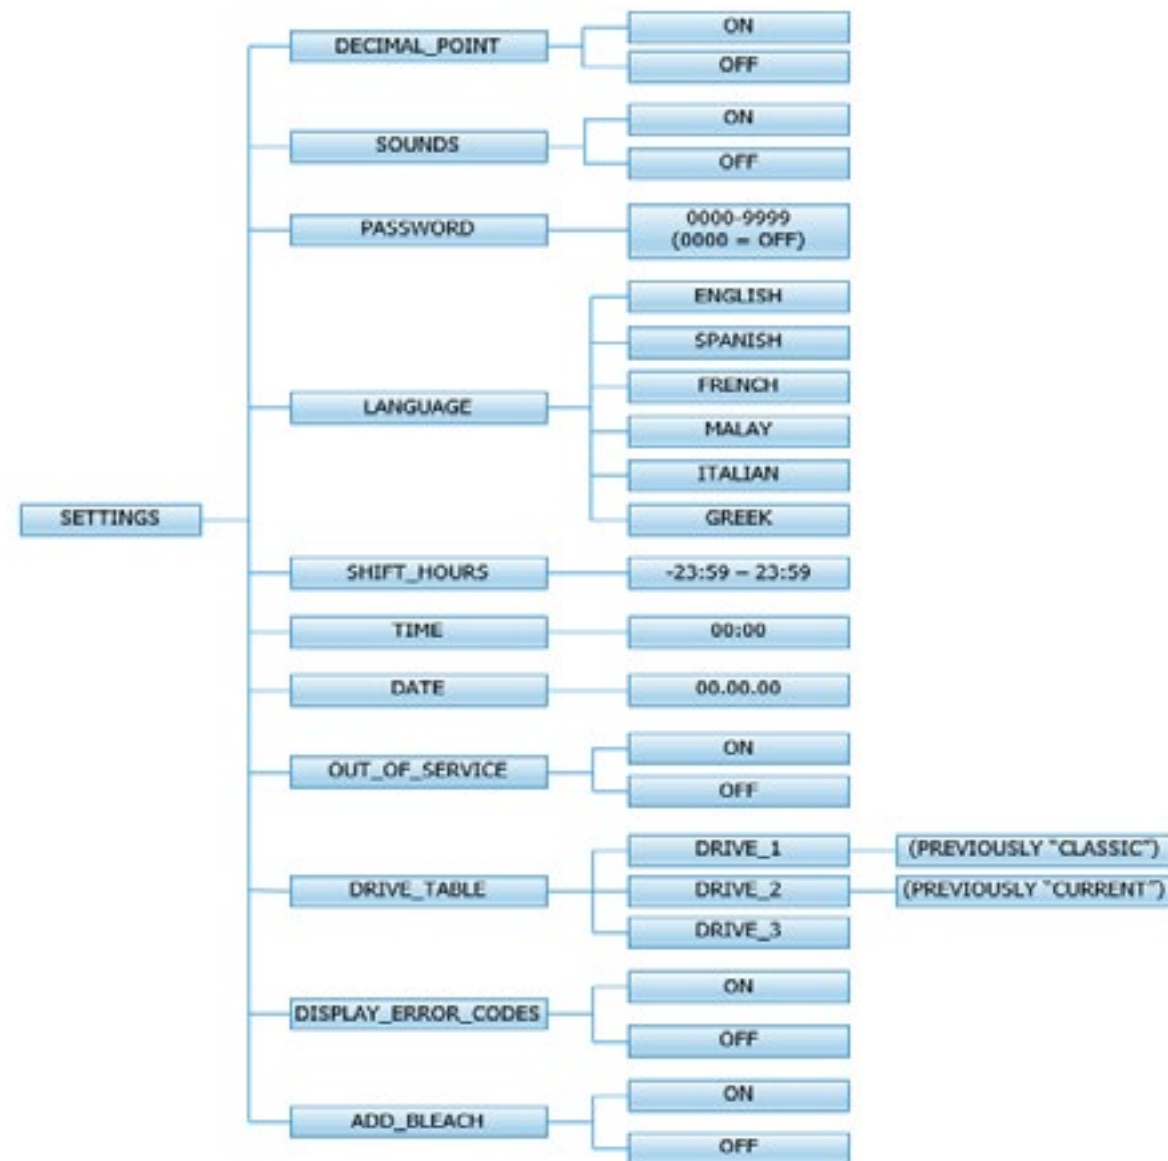 SETTINGS
DECIMAL_POINT
ON
OFF
SOUNDS
ON
OFF
PASSWORD
0000-9999
(0000 = OFF)
LANGUAGE
ENGLISH
SPANISH
FRENCH
MALAY
ITALIAN
GREEK
SHIFT_HOURS
-23:59 – 23:59
TIME
00:00
DATE
00.00.00
OUT_OF_SERVICE
ON
OFF
DRIVE_TABLE
DRIVE_1
(PREVIOUSLY "CLASSIC")
DRIVE_2
(PREVIOUSLY "CURRENT")
DRIVE_3
DISPLAY_ERROR_CODES
ON
OFF
ADD_BLEACH
ON
OFF